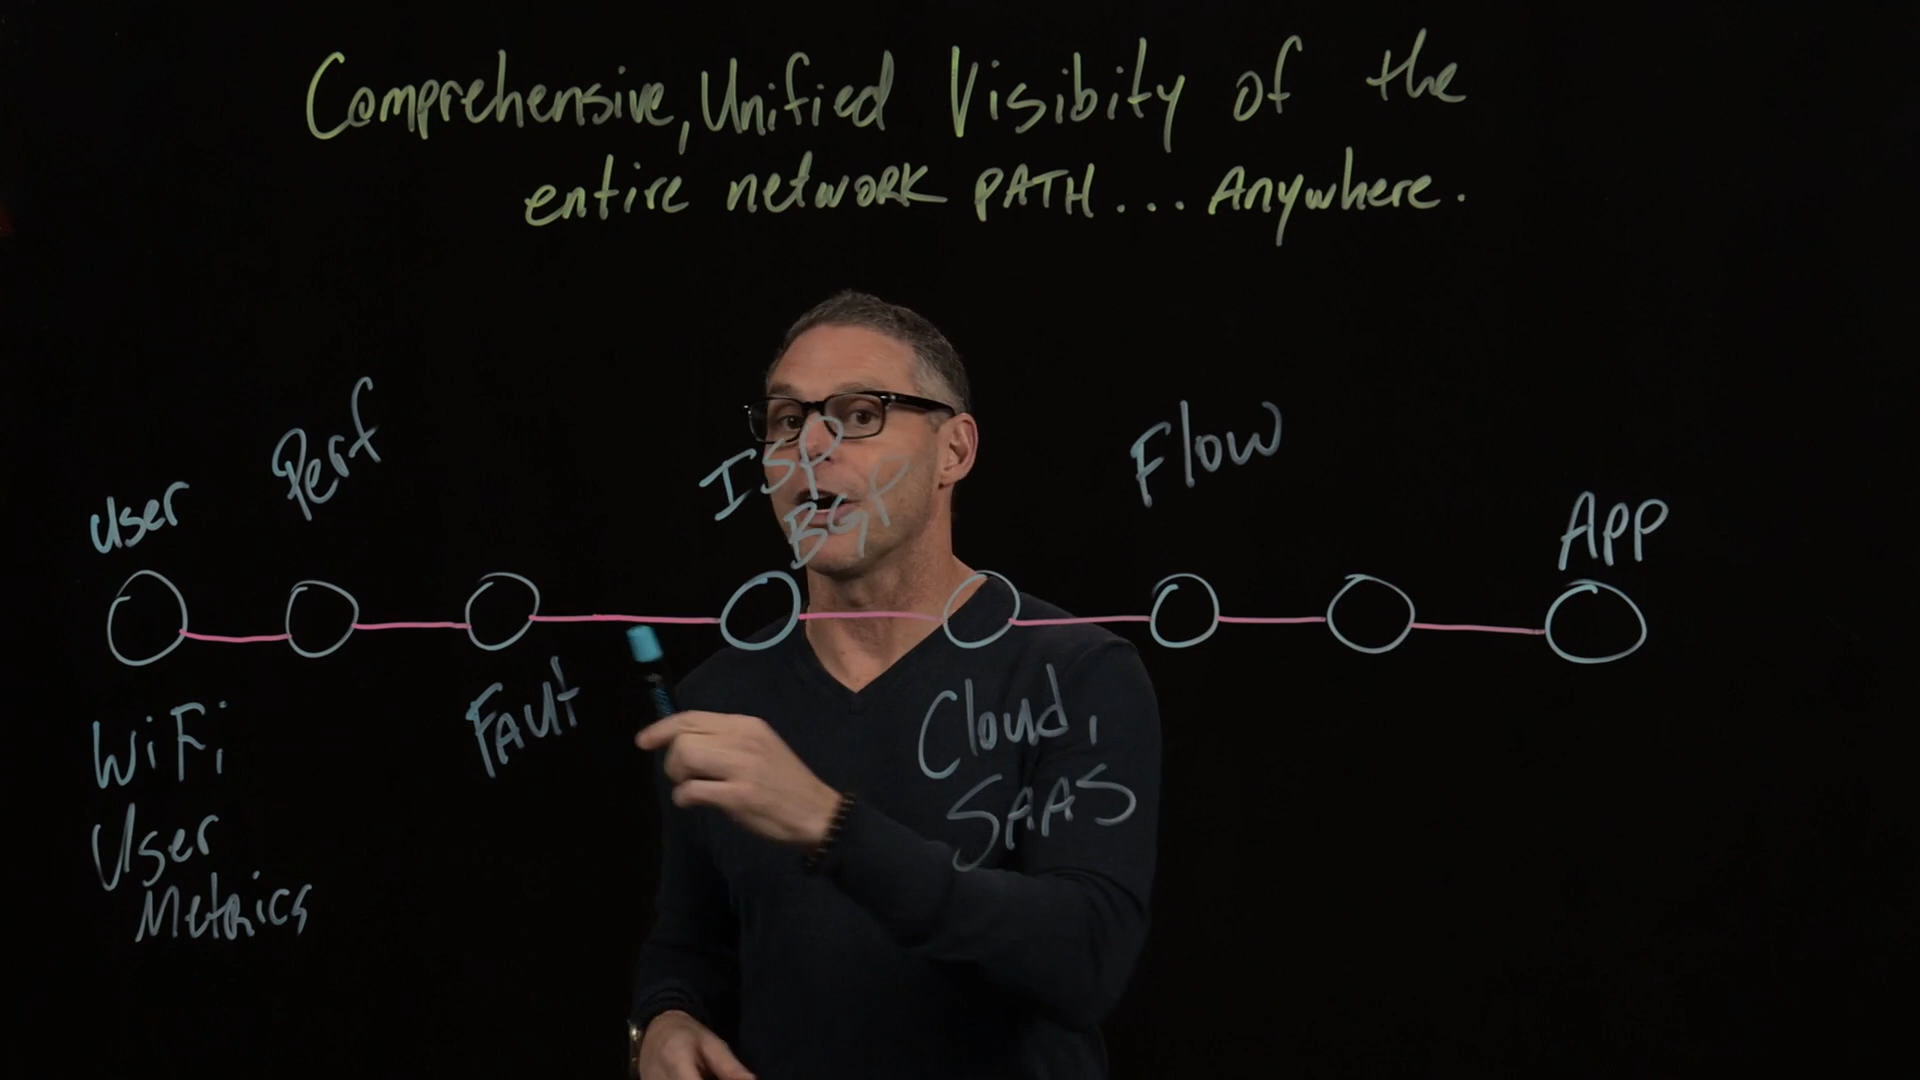 Comprehensive, Unified Visibity of the
entire network PATH... Anywhere.
User
Perf
ISP
BGP
Flow
App
WiFi
User
Metrics
Fault
Cloud,
SAAS